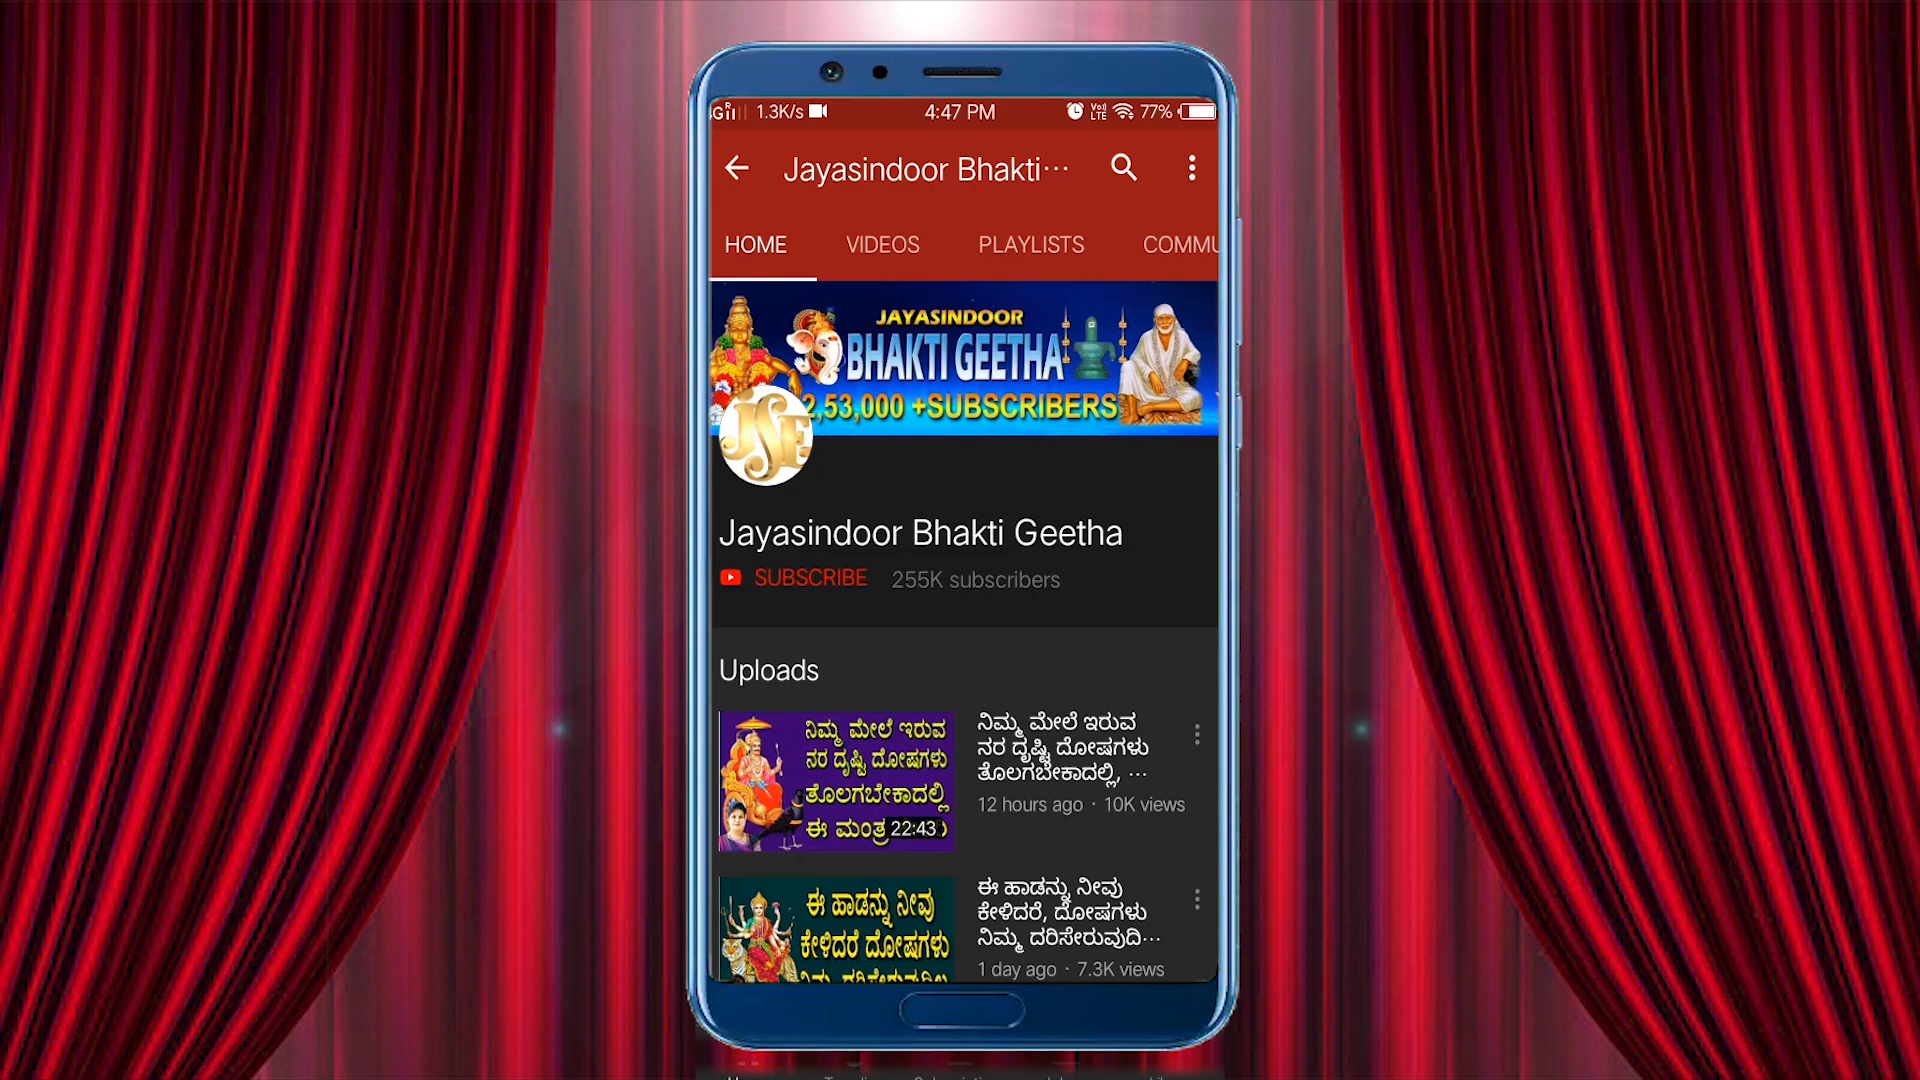 1.3K/s
4:47 PM
VoLTE
77%
Jayasindoor Bhakti...
HOME
VIDEOS
PLAYLISTS
COMMU
JAYASINDOOR
BHAKTI GEETHA
2,53,000 +SUBSCRIBERS
JSE
Jayasindoor Bhakti Geetha
SUBSCRIBE
255K subscribers
Uploads
ನಿಮ್ಮ ಮೇಲೆ ಇರುವ
ನರ ದೃಷ್ಟಿ ದೋಷಗಳು
ತೊಲಗಬೇಕಾದಲ್ಲಿ
ಈ ಮಂತ್ರ
22:43
ನಿಮ್ಮ ಮೇಲೆ ಇರುವ
ನರ ದೃಷ್ಟಿ ದೋಷಗಳು
ತೊಲಗಬೇಕಾದಲ್ಲಿ, ...
12 hours ago · 10K views
ಈ ಹಾಡನ್ನು ನೀವು
ಕೇಳಿದರೆ ದೋಷಗಳು
ಈ ಹಾಡನ್ನು ನೀವು
ಕೇಳಿದರೆ, ದೋಷಗಳು
ನಿಮ್ಮ ದರಿಸೇರುವುದಿ...
1 day ago · 7.3K views